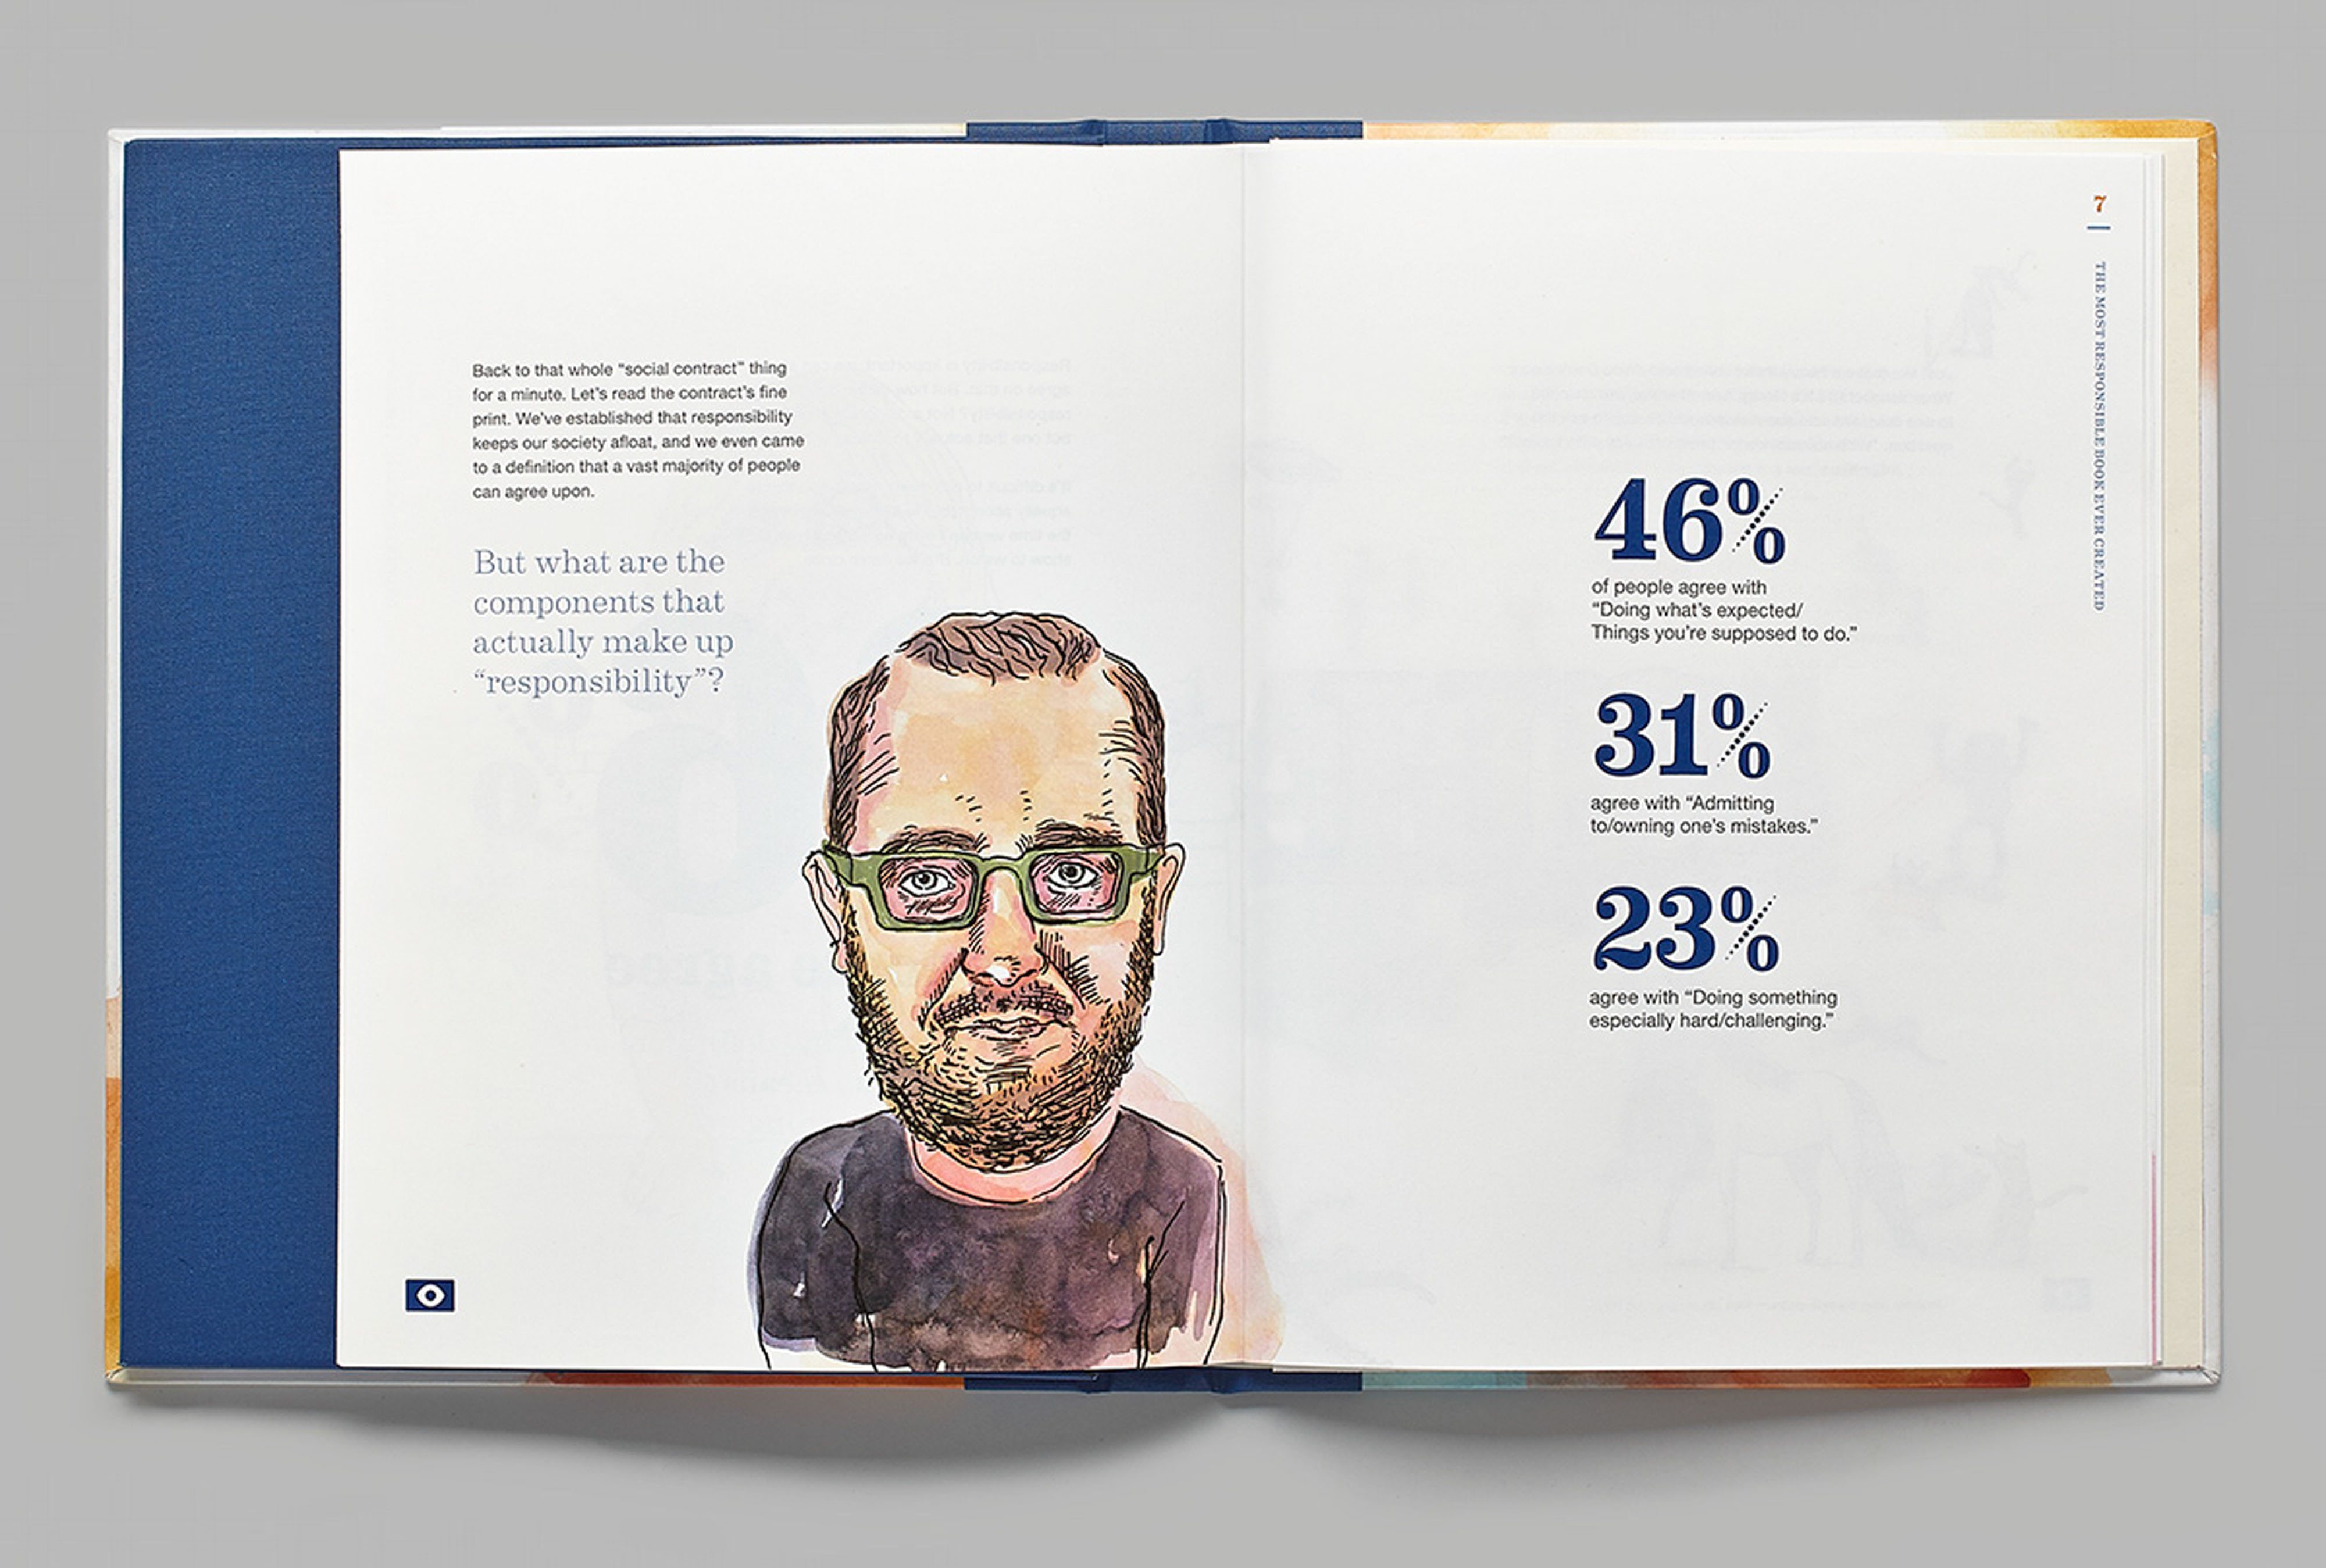 Back to that whole “social contract” thing
for a minute. Let’s read the contract’s fine
print. We’ve established that responsibility
keeps our society afloat, and we even came
to a definition that a vast majority of people
can agree upon.
But what are the
components that
actually make up
“responsibility”?
46%
of people agree with
“Doing what’s expected/
Things you’re supposed to do.”
31%
agree with “Admitting
to/owning one’s mistakes.”
23%
agree with “Doing something
especially hard/challenging.”
7
THE MOST RESPONSIBLE BOOK EVER CREATED